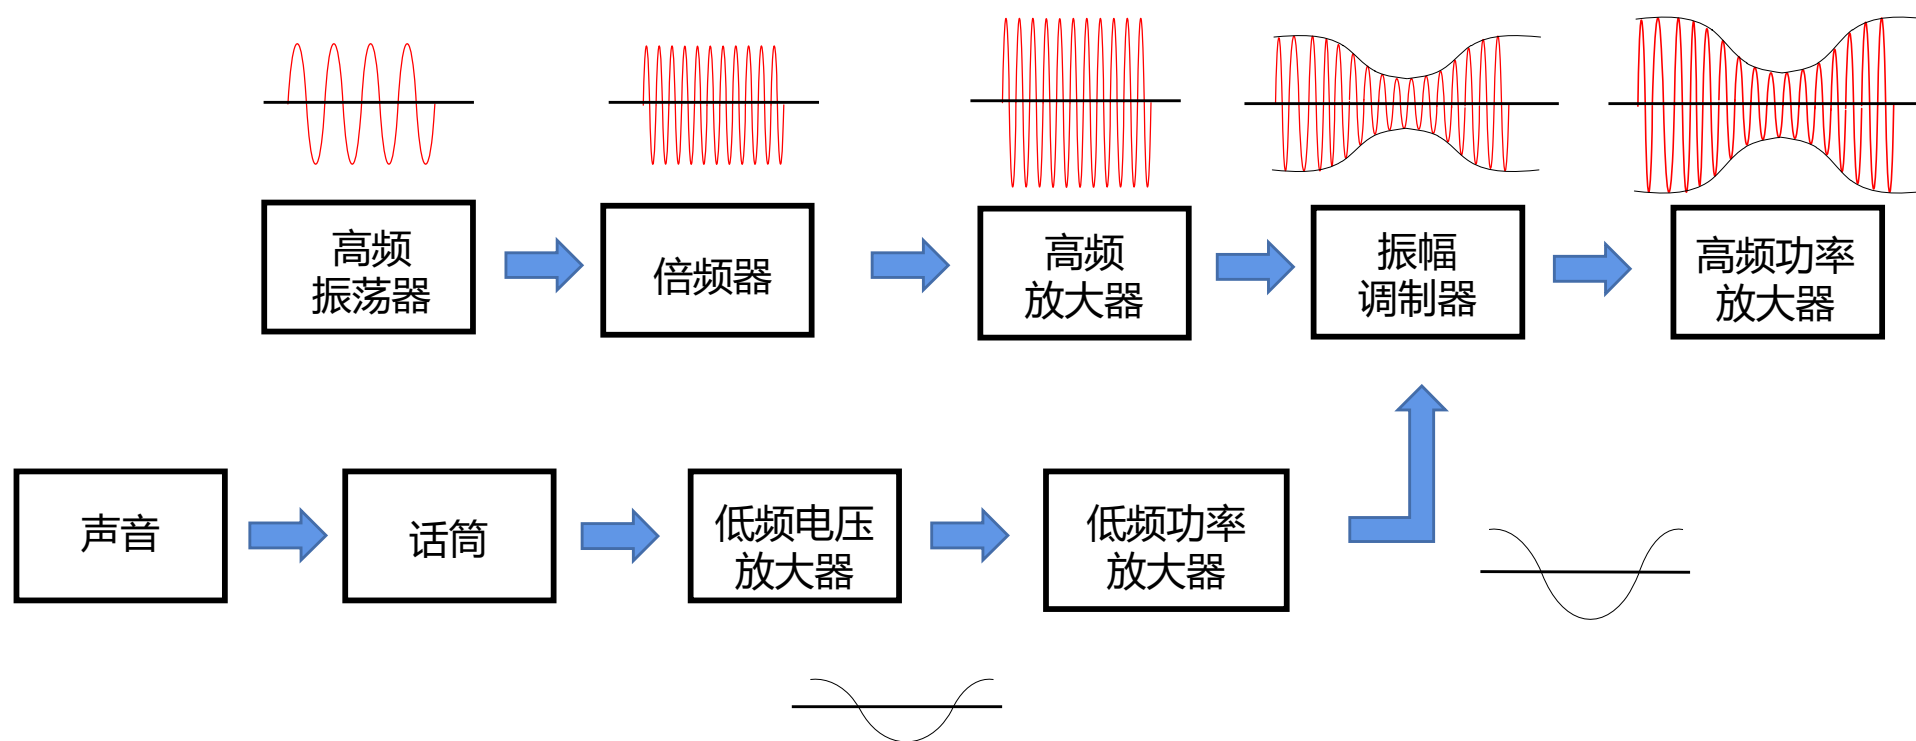 高频
振荡器
倍频器
高频
放大器
振幅
调制器
高频功率
放大器
声音
话筒
低频电压
放大器
低频功率
放大器